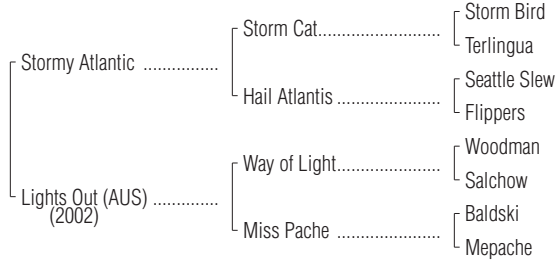 Storm Bird
Storm Cat........................
Terlingua
Stormy Atlantic ...............
Seattle Slew
Hail Atlantis ....................
Flippers
Woodman
Way of Light....................
Salchow
Lights Out (AUS) .............
(2002)
Baldski
Miss Pache ....................
Mepache